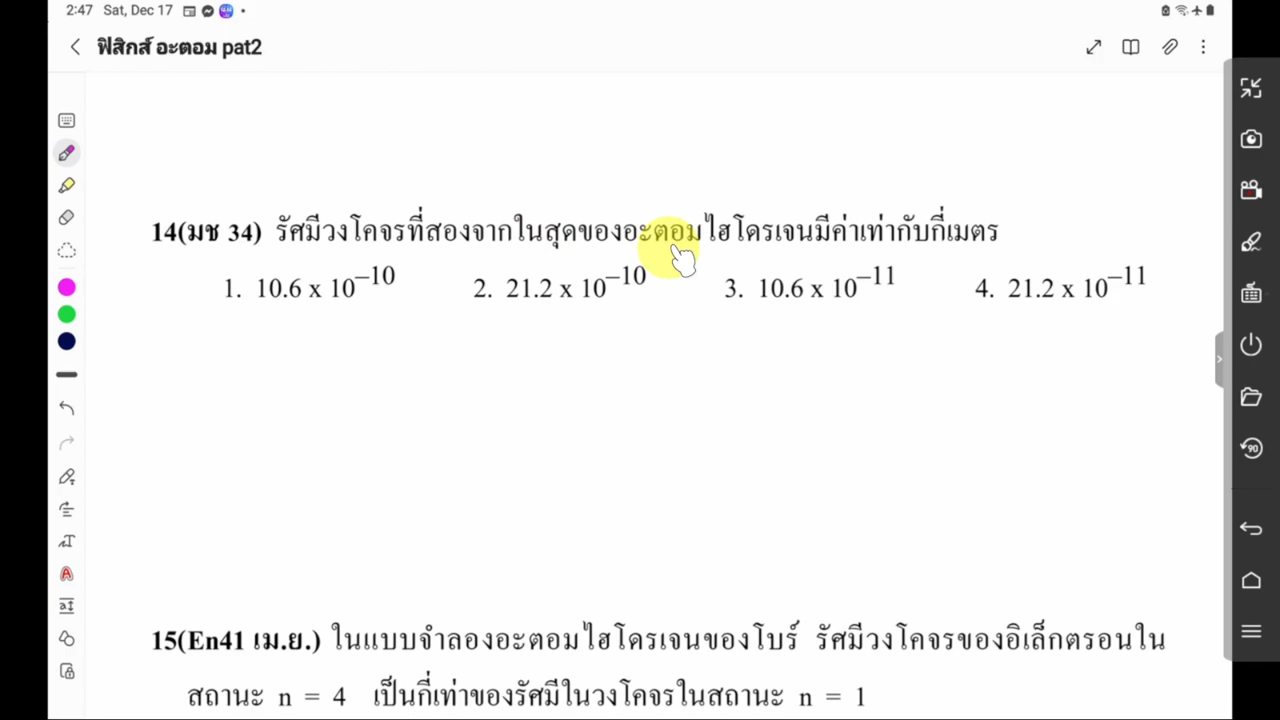 2:47 Sat, Dec 17
ฟิสิกส์ อะตอม pat2
14(มช 34) รัศมีวงโคจรที่สองจากในสุดของอะตอมไฮโดรเจนมีค่าเท่ากับกี่เมตร
1. 10.6 x 10⁻¹⁰ 2. 21.2 x 10⁻¹⁰ 3. 10.6 x 10⁻¹¹ 4. 21.2 x 10⁻¹¹
15(En41 เม.ย.) ในแบบจำลองอะตอมไฮโดรเจนของโบร์ รัศมีวงโคจรของอิเล็กตรอนใน
สถานะ n = 4 เป็นกี่เท่าของรัศมีในวงโคจรในสถานะ n = 1
90